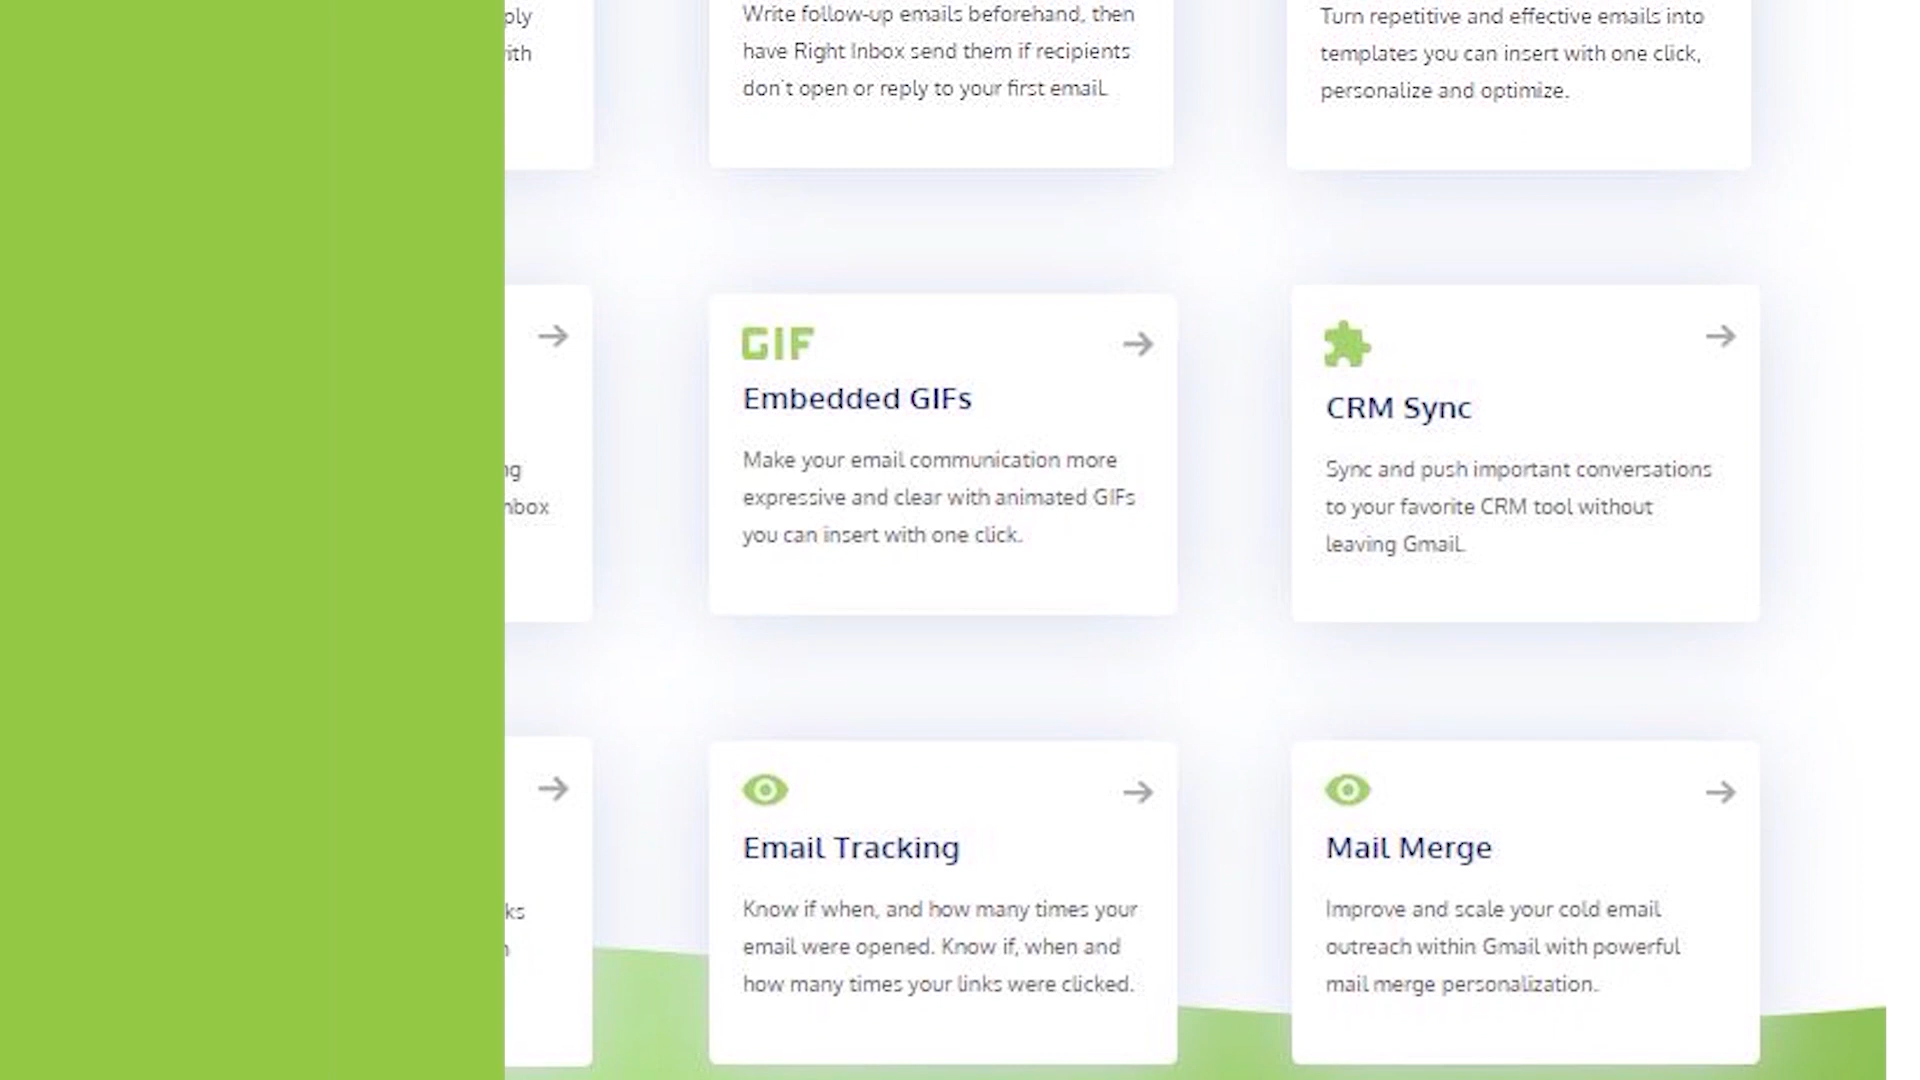 Write follow-up emails beforehand, then
have Right Inbox send them if recipients
don't open or reply to your first email.
Turn repetitive and effective emails into
templates you can insert with one click,
personalize and optimize.
GIF
Embedded GIFs
Make your email communication more
expressive and clear with animated GIFs
you can insert with one click.
CRM Sync
Sync and push important conversations
to your favorite CRM tool without
leaving Gmail.
Email Tracking
Know if when, and how many times your
email were opened. Know if, when and
how many times your links were clicked.
Mail Merge
Improve and scale your cold email
outreach within Gmail with powerful
mail merge personalization.